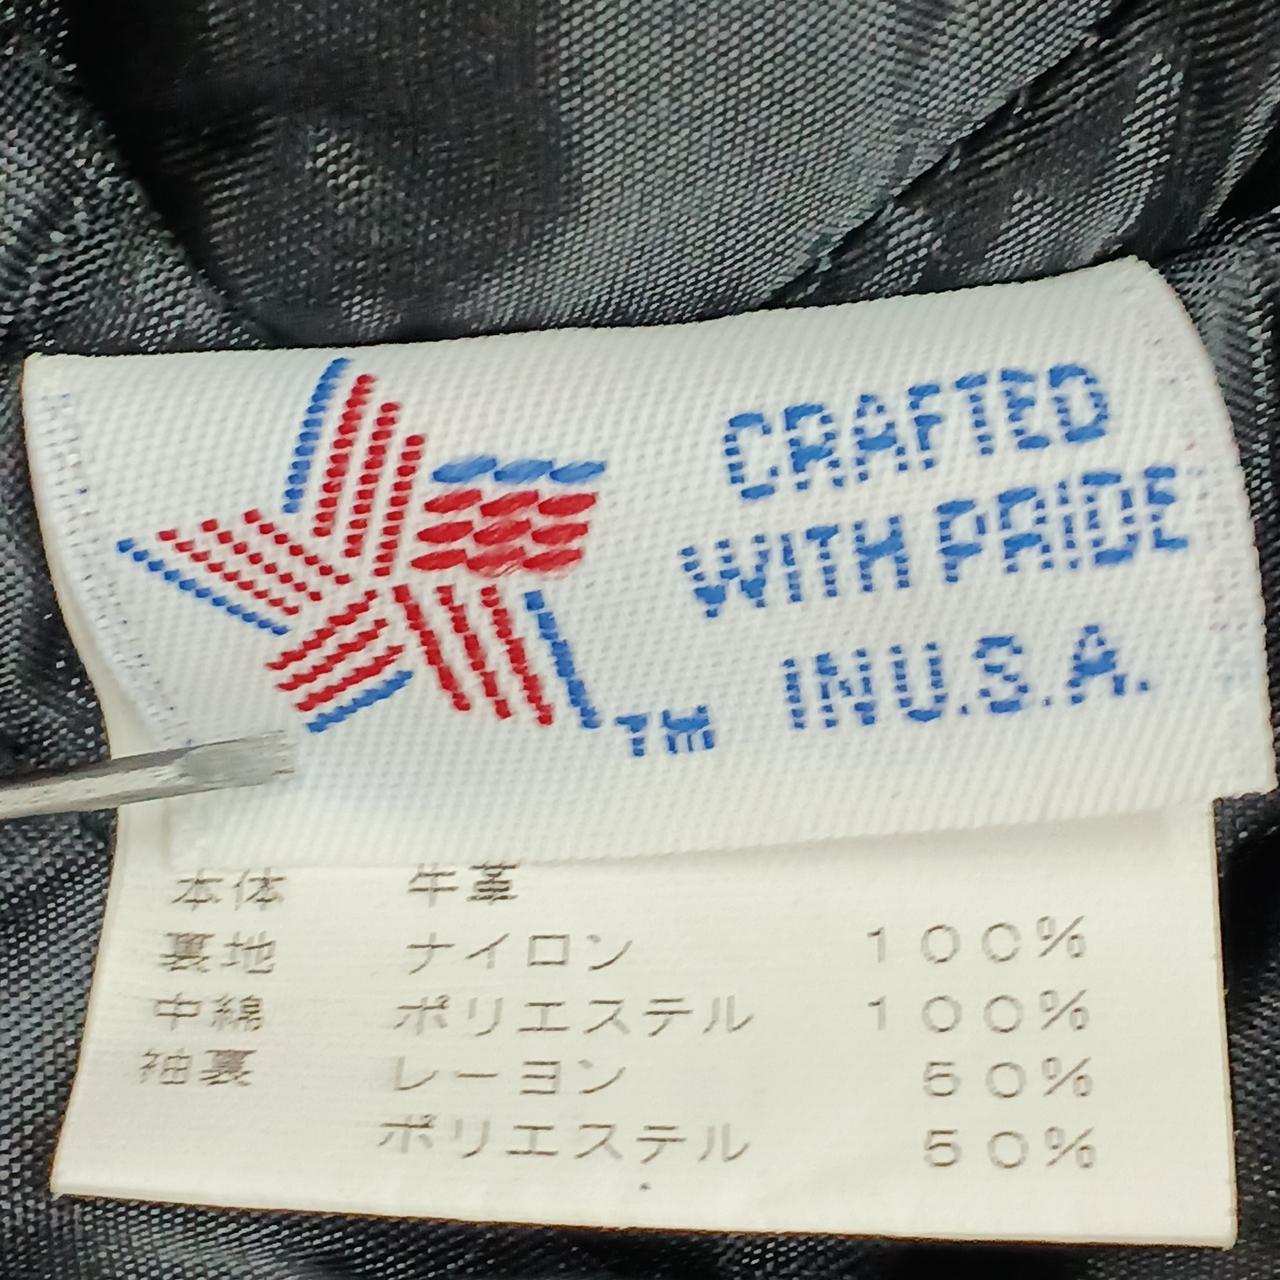 CRAFTED
WITH PRIDE
IN U.S.A.
TM
本体 牛革
裏地 ナイロン 100%
中綿 ポリエステル 100%
袖裏 レーヨン 50%
ポリエステル 50%